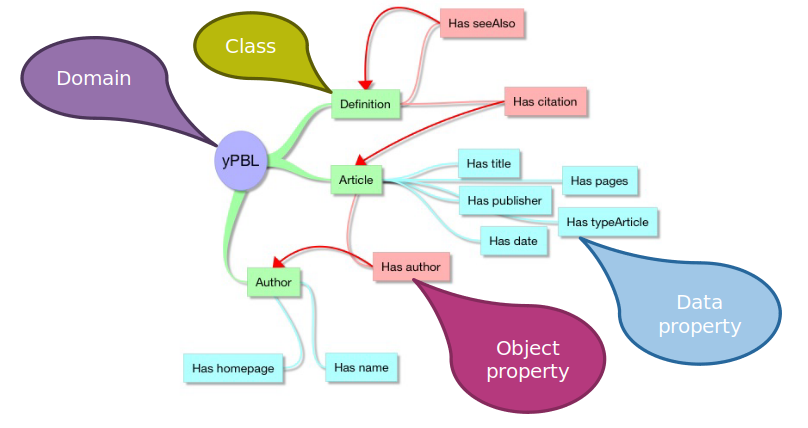 Has seeAlso
Class
Domain
Definition
Has citation
yPBL
Has title
Article
Has pages
Has publisher
Has typeArticle
Has date
Has author
Author
Data
property
Object
property
Has homepage
Has name